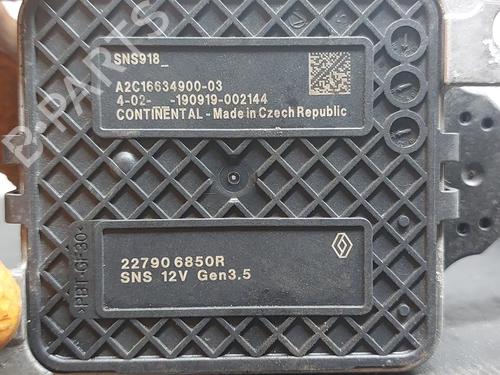 SNS918_
A2C16634900-03
4-02- -190919-002144
CONTINENTAL - Made in Czech Republic
22790 6850R
SNS 12V Gen3.5
>PBT-GF30<
B-PARTS